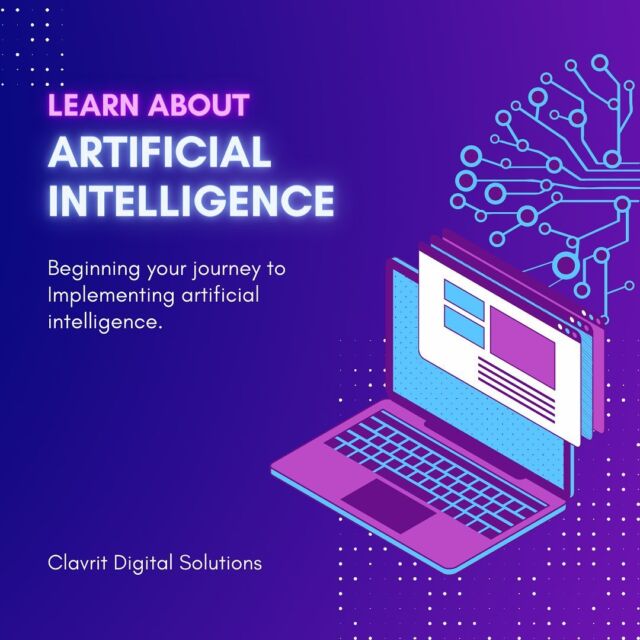 LEARN ABOUT
ARTIFICIAL
INTELLIGENCE
Beginning your journey to
Implementing artificial
intelligence.
Clavrit Digital Solutions